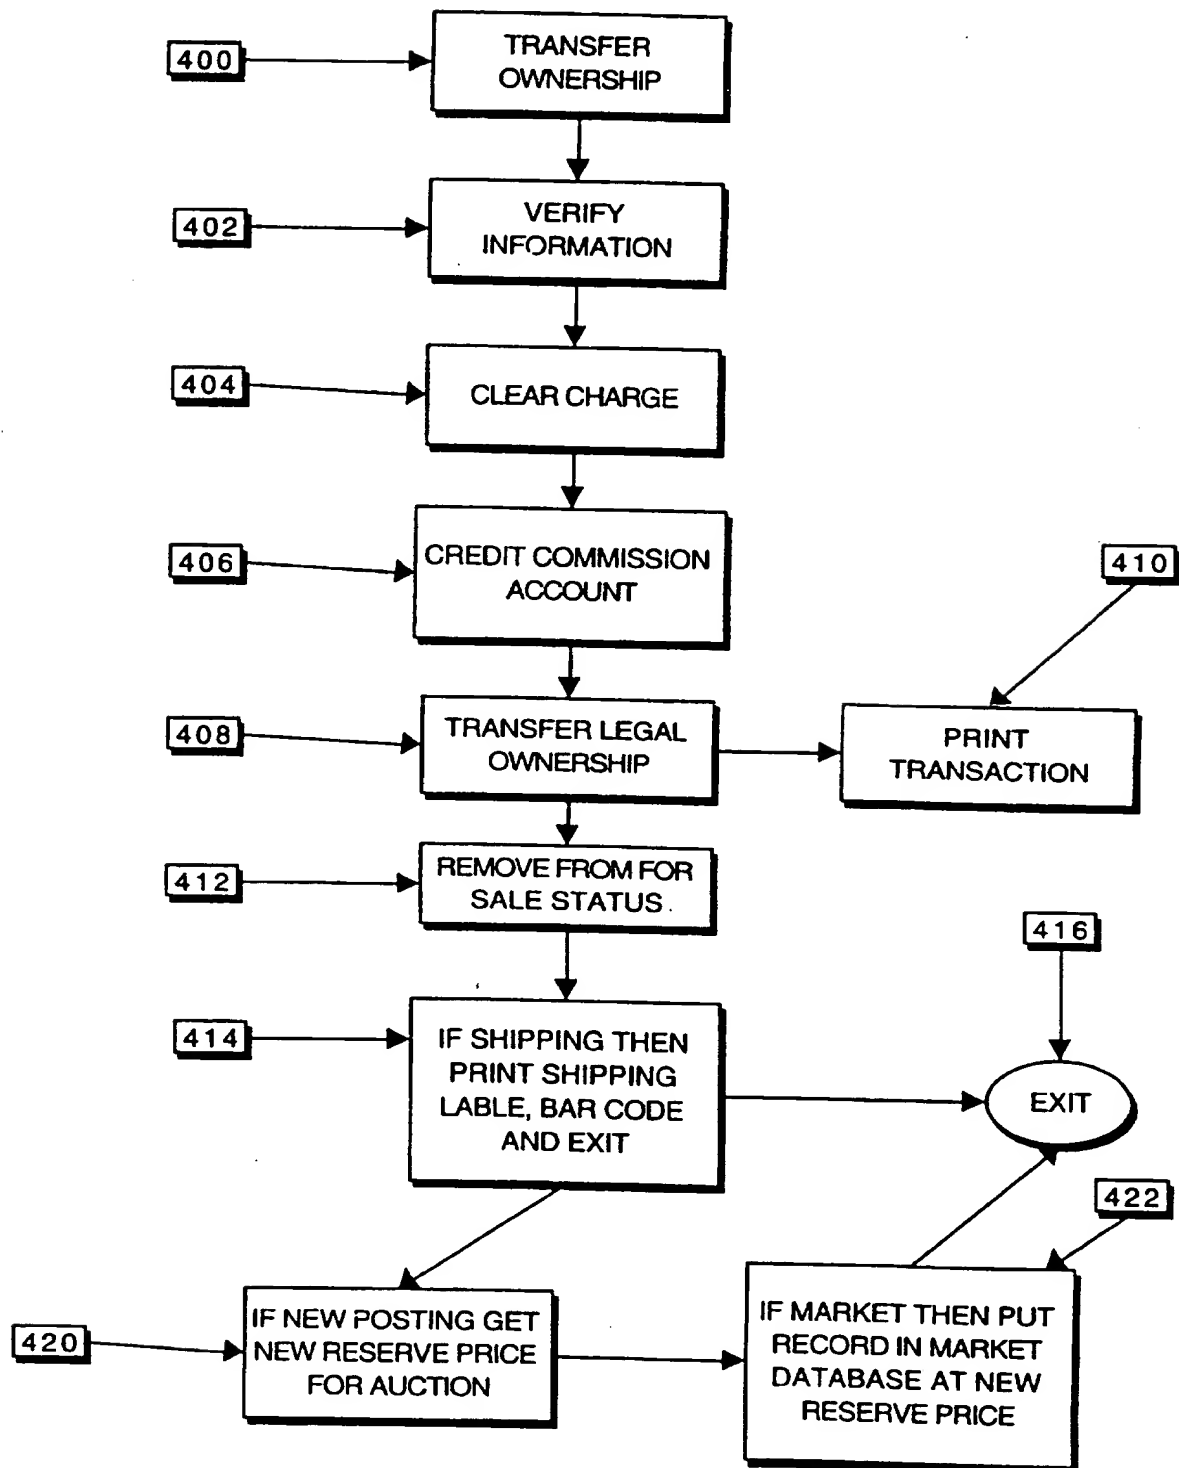 400
TRANSFER
OWNERSHIP
402
VERIFY
INFORMATION
404
CLEAR CHARGE
406
CREDIT COMMISSION
ACCOUNT
410
408
TRANSFER LEGAL
OWNERSHIP
PRINT
TRANSACTION
412
REMOVE FROM FOR
SALE STATUS
416
414
IF SHIPPING THEN
PRINT SHIPPING
LABLE, BAR CODE
AND EXIT
EXIT
422
420
IF NEW POSTING GET
NEW RESERVE PRICE
FOR AUCTION
IF MARKET THEN PUT
RECORD IN MARKET
DATABASE AT NEW
RESERVE PRICE